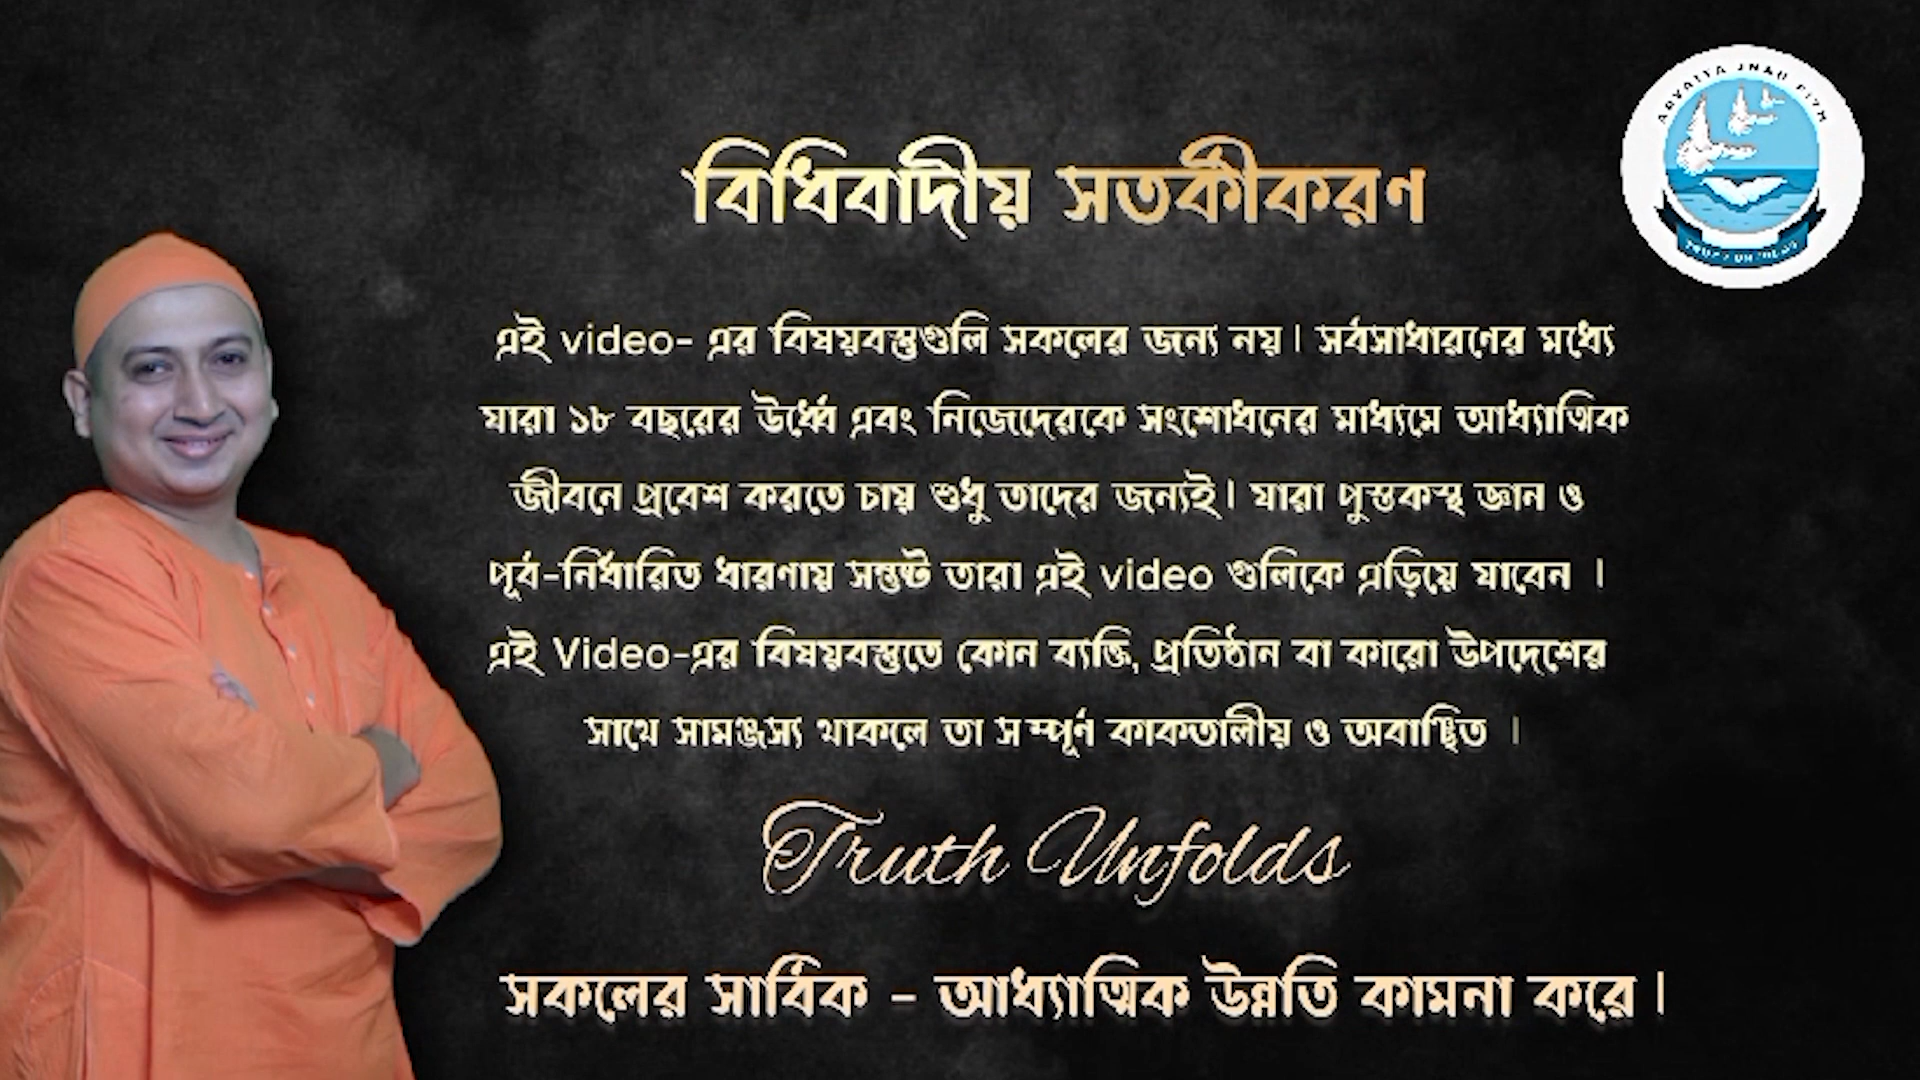 বিধিবাদীয় সতর্কীকরণ
এই video- এর বিষয়বস্তুগুলি সকলের জন্য নয়। সর্বসাধারণের মধ্যে
যারা ১৮ বছরের উর্ধ্বে এবং নিজেদেরকে সংশোধনের মাধ্যমে আধ্যাত্মিক
জীবনে প্রবেশ করতে চায় শুধু তাদের জন্যই। যারা পুস্তকস্থ জ্ঞান ও
পূর্ব-নির্ধারিত ধারণায় সন্তুষ্ট তারা এই video গুলিকে এড়িয়ে যাবেন ।
এই Video-এর বিষয়বস্তুতে কোন ব্যক্তি, প্রতিষ্ঠান বা কারো উপদেশের
সাথে সামঞ্জস্য থাকলে তা সম্পূর্ণ কাকতালীয় ও অবাঞ্ছিত ।
Truth Unfolds
সকলের সার্বিক - আধ্যাত্মিক উন্নতি কামনা করে।